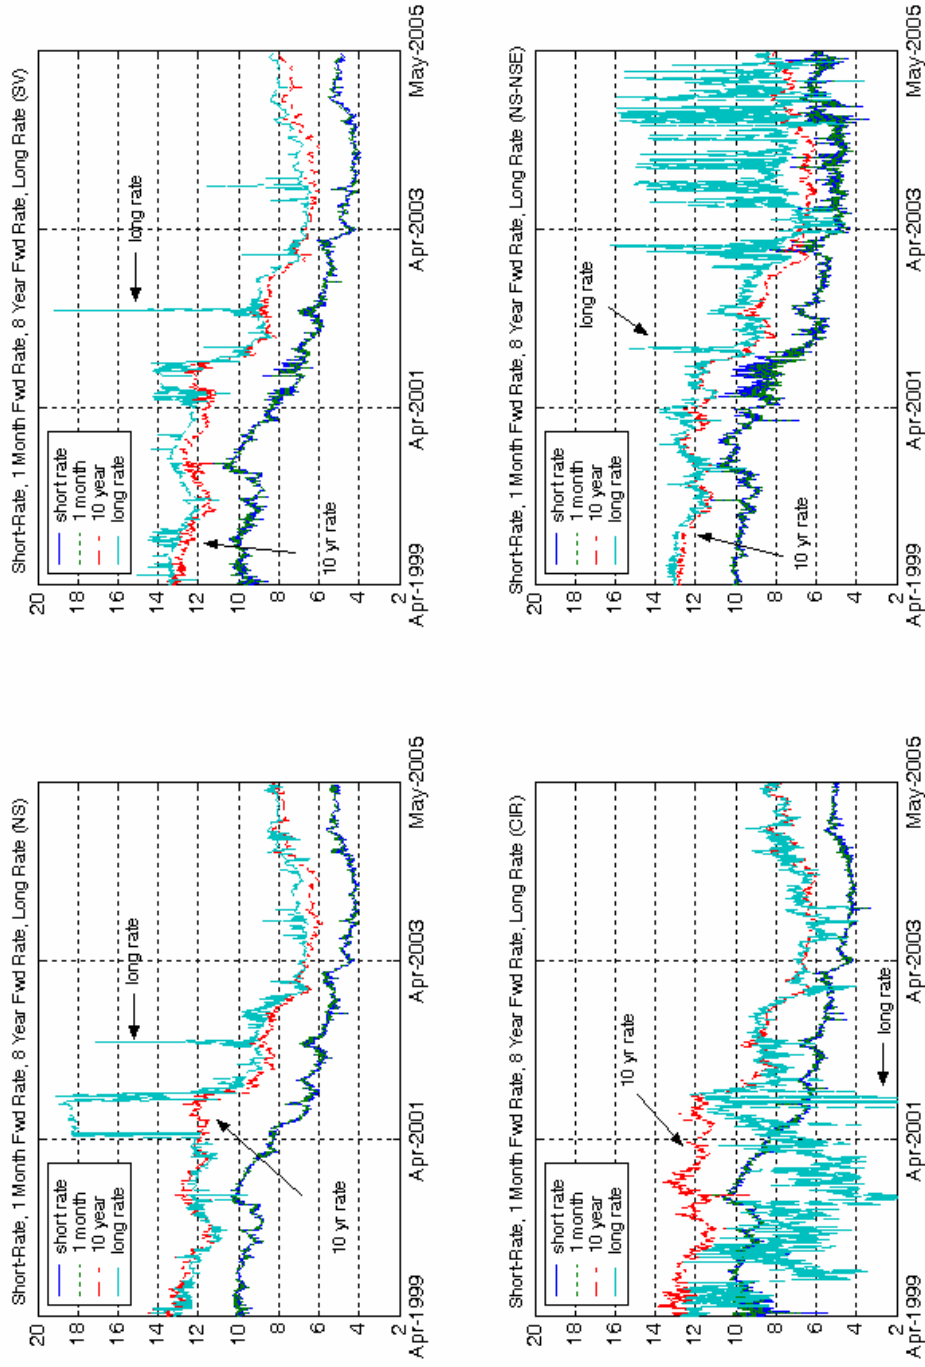 Short-Rate, 1 Month Fwd Rate, 8 Year Fwd Rate, Long Rate (NS)
20
18
16
14
12
10
8
6
4
2
short rate
1 month
10 year
long rate
long rate
10 yr rate
Apr-1999
Apr-2001
Apr-2003
May-2005
Short-Rate, 1 Month Fwd Rate, 8 Year Fwd Rate, Long Rate (SV)
20
18
16
14
12
10
8
6
4
2
short rate
1 month
10 year
long rate
long rate
10 yr rate
Apr-1999
Apr-2001
Apr-2003
May-2005
Short-Rate, 1 Month Fwd Rate, 8 Year Fwd Rate, Long Rate (CIR)
20
18
16
14
12
10
8
6
4
2
short rate
1 month
10 year
long rate
10 yr rate
long rate
Apr-1999
Apr-2001
Apr-2003
May-2005
Short-Rate, 1 Month Fwd Rate, 8 Year Fwd Rate, Long Rate (NS-NSE)
20
18
16
14
12
10
8
6
4
2
short rate
1 month
10 year
long rate
long rate
10 yr rate
Apr-1999
Apr-2001
Apr-2003
May-2005